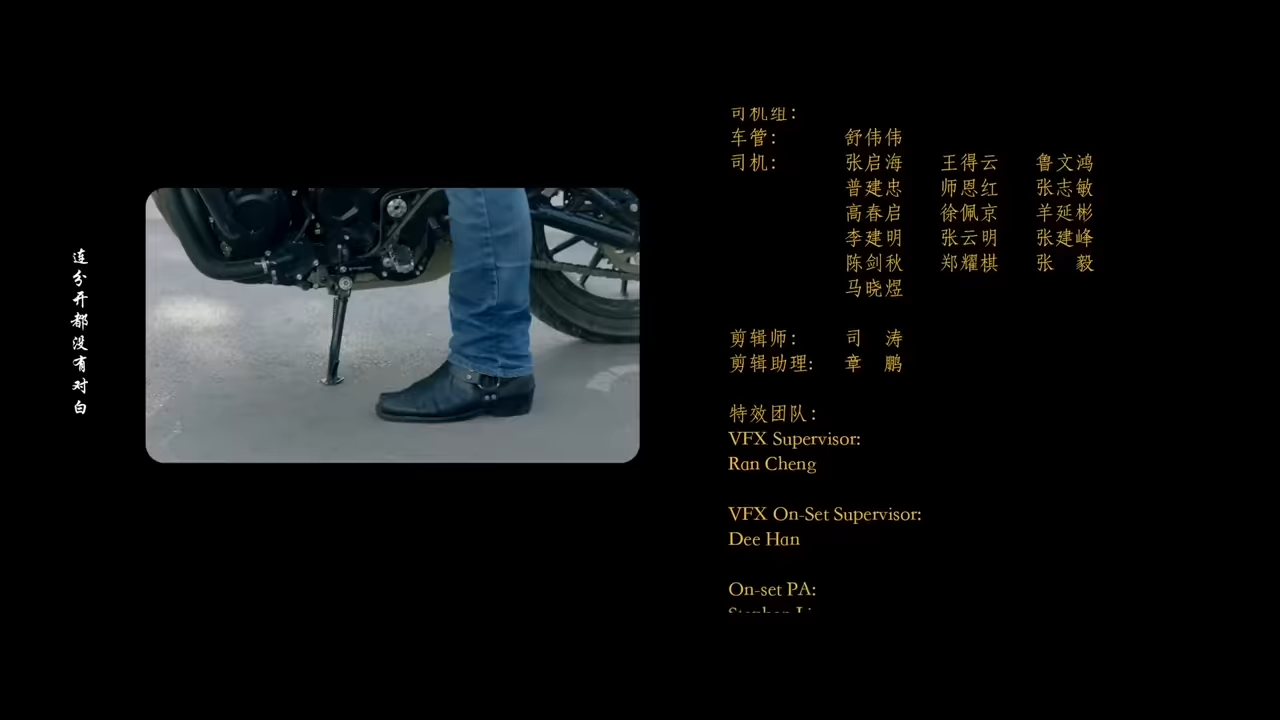 连分开都没有对白
司机组：
车管： 舒伟伟
司机： 张启海 王得云 鲁文鸿
普建忠 师恩红 张志敏
高春启 徐佩京 羊延彬
李建明 张云明 张建峰
陈剑秋 郑耀棋 张 毅
马晓煜
剪辑师： 司 涛
剪辑助理: 章 鹏
特效团队：
VFX Supervisor:
Ran Cheng
VFX On-Set Supervisor:
Dee Han
On-set PA: